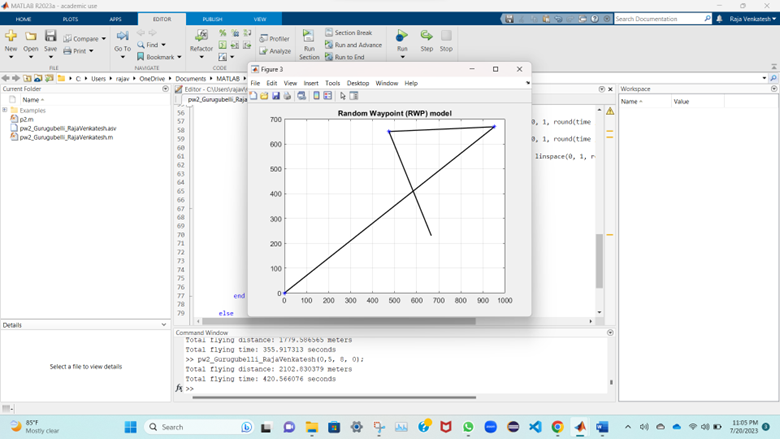 MATLAB R2023a - academic use
HOME PLOTS APPS EDITOR PUBLISH VIEW
Search Documentation
Raja Venkatesh
New Open Save
Compare
Print
Go To
Find
Bookmark
Refactor
Profiler
Analyze
Run Section
Section Break
Run and Advance
Run to End
Run Step Stop
FILE NAVIGATE CODE
C: Users rajav OneDrive Documents MATLAB
Current Folder
Name
Examples
p2.m
pw2_Gurugubelli_RajaVenkatesh.asv
pw2_Gurugubelli_RajaVenkatesh.m
Details
Select a file to view details
Editor - C:\Users\rajav\
pw2_Gurugubelli_Raja
56
57
58
59
60
61
62
63
64
65
66
67
68
69
70
71
72
73
74
75
76
77
78
79
0, 1, round(time
0, 1, round(time
linspace(0, 1, r
end
else
Figure 3
File Edit View Insert Tools Desktop Window Help
Random Waypoint (RWP) model
700
600
500
400
300
200
100
0
0 100 200 300 400 500 600 700 800 900 1000
Command Window
Total flying distance: 1779.586565 meters
Total flying time: 355.917313 seconds
>> pw2_Gurugubelli_RajaVenkatesh(0,5, 8, 0);
Total flying distance: 2102.830379 meters
Total flying time: 420.566076 seconds
fx >>
Workspace
Name Value
85°F
Mostly clear
Search
11:05 PM
7/20/2023